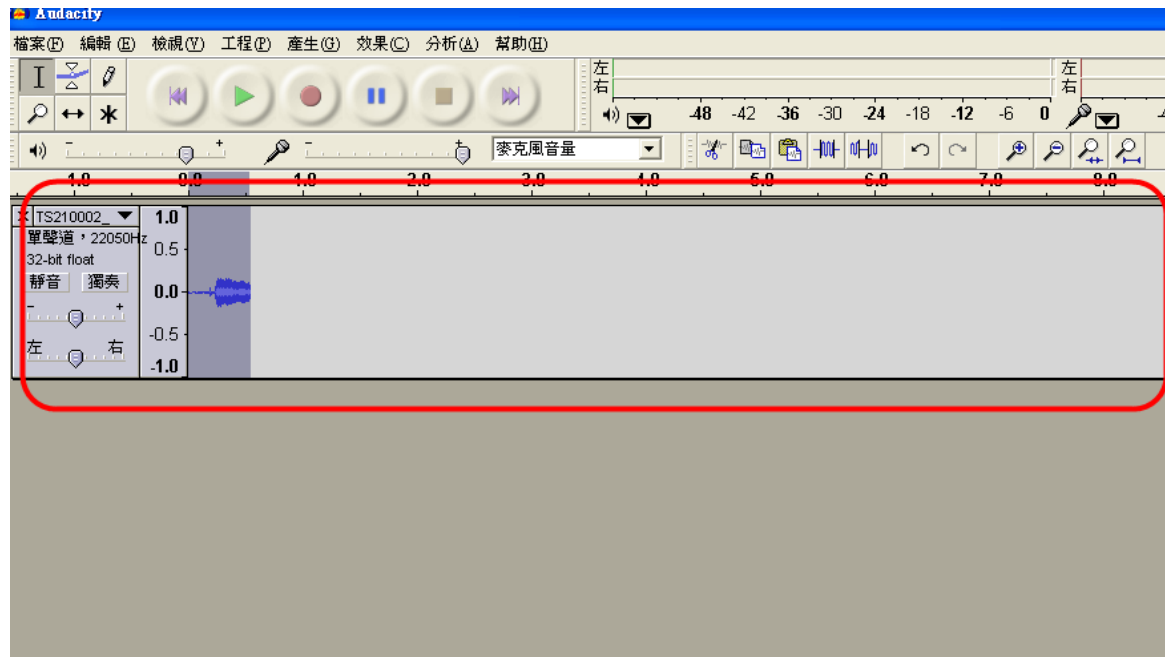 Audacity
檔案(F) 編輯(E) 檢視(V) 工程(P) 產生(G) 效果(C) 分析(A) 幫助(H)
左 左
右 右
-48 -42 -36 -30 -24 -18 -12 -6 0
麥克風音量
1.0 0.0 1.0 2.0 3.0 4.0 5.0 6.0 7.0 8.0
X TS210002_ 1.0
單聲道,22050Hz
0.5
32-bit float
靜音 獨奏
0.0
- +
-0.5
左 右
-1.0